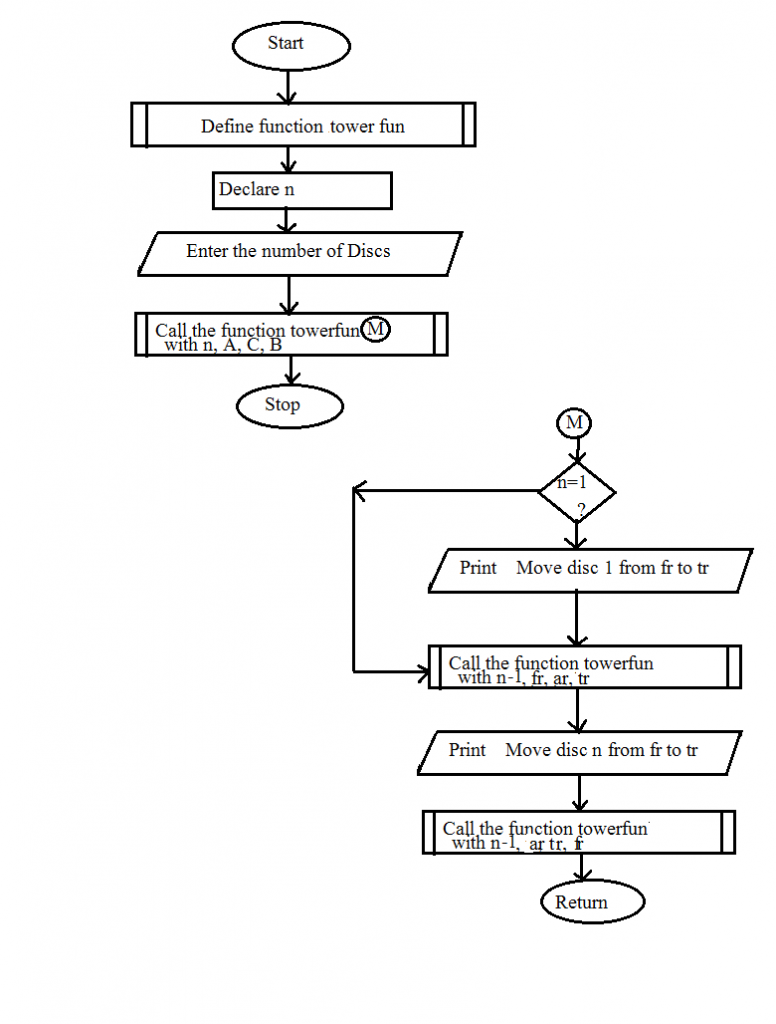 Start
Define function tower fun
Declare n
Enter the number of Discs
Call the function towerfun M
with n, A, C, B
Stop
M
n=1
?
Print Move disc 1 from fr to tr
Call the function towerfun
with n-1, fr, ar, tr
Print Move disc n from fr to tr
Call the function towerfun
with n-1, ar tr, fr
Return